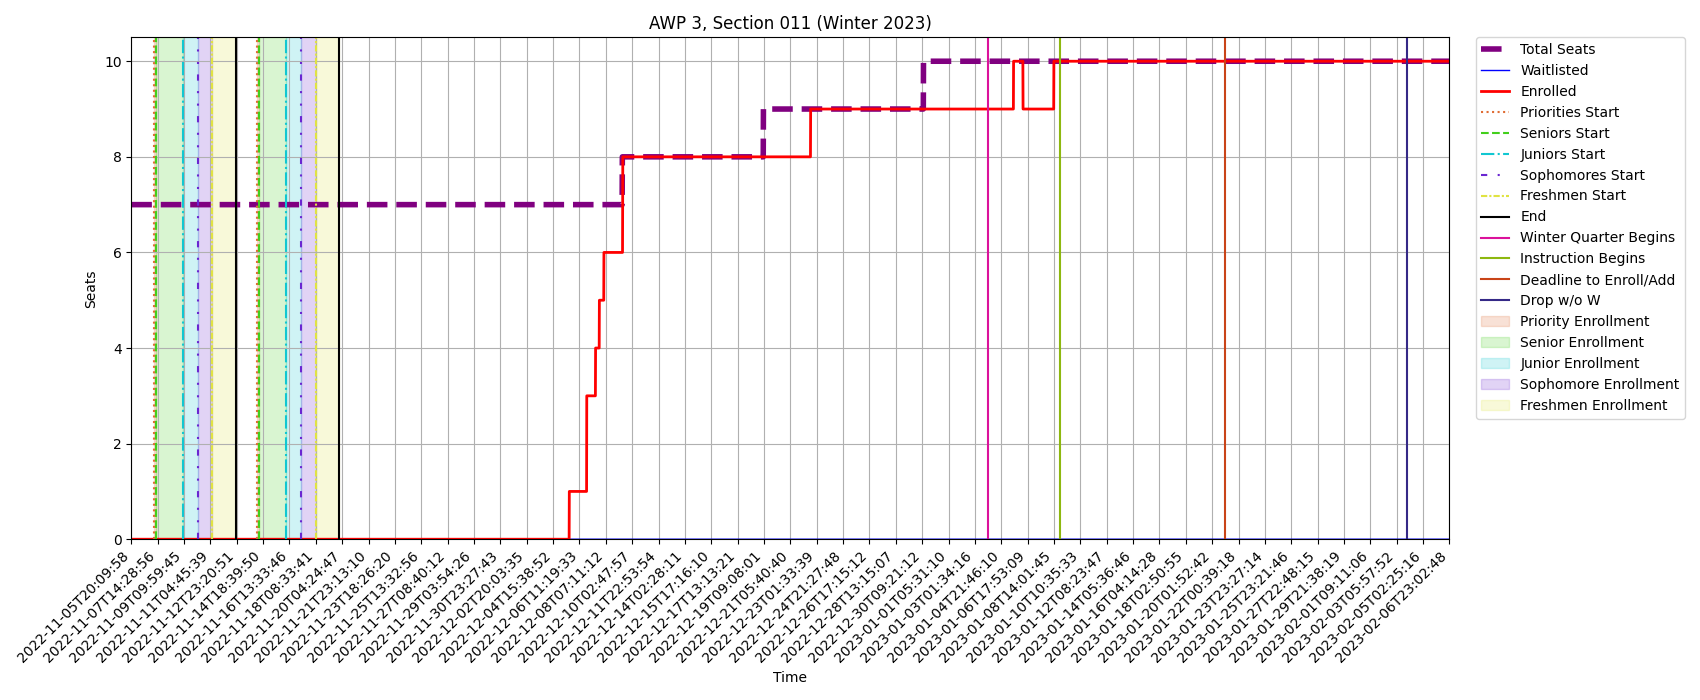 AWP 3, Section 011 (Winter 2023)
Seats
10
8
6
4
2
0
2022-11-05T20:09:58
2022-11-07T14:28:56
2022-11-09T09:59:45
2022-11-11T04:45:39
2022-11-12T23:20:51
2022-11-14T18:39:50
2022-11-16T13:33:46
2022-11-18T08:33:41
2022-11-20T04:24:47
2022-11-21T23:13:10
2022-11-23T18:26:20
2022-11-25T13:32:56
2022-11-27T08:40:12
2022-11-29T03:54:26
2022-11-30T23:27:43
2022-12-02T20:03:35
2022-12-04T15:38:52
2022-12-06T11:19:33
2022-12-08T07:11:12
2022-12-10T02:47:57
2022-12-11T22:53:54
2022-12-14T02:28:11
2022-12-15T17:16:10
2022-12-17T13:13:21
2022-12-19T09:08:01
2022-12-21T05:40:40
2022-12-23T01:33:39
2022-12-24T21:27:48
2022-12-26T17:15:12
2022-12-28T13:15:07
2022-12-30T09:21:12
2023-01-01T05:31:10
2023-01-03T01:34:16
2023-01-04T21:46:10
2023-01-06T17:53:09
2023-01-08T14:01:45
2023-01-10T10:35:33
2023-01-12T08:23:47
2023-01-14T05:36:46
2023-01-16T04:14:28
2023-01-18T02:50:55
2023-01-20T01:52:42
2023-01-22T00:39:18
2023-01-23T23:27:14
2023-01-25T23:21:46
2023-01-27T22:48:15
2023-01-29T21:38:19
2023-02-01T09:11:06
2023-02-03T05:57:52
2023-02-05T02:25:16
2023-02-06T23:02:48
Time
Total Seats
Waitlisted
Enrolled
Priorities Start
Seniors Start
Juniors Start
Sophomores Start
Freshmen Start
End
Winter Quarter Begins
Instruction Begins
Deadline to Enroll/Add
Drop w/o W
Priority Enrollment
Senior Enrollment
Junior Enrollment
Sophomore Enrollment
Freshmen Enrollment